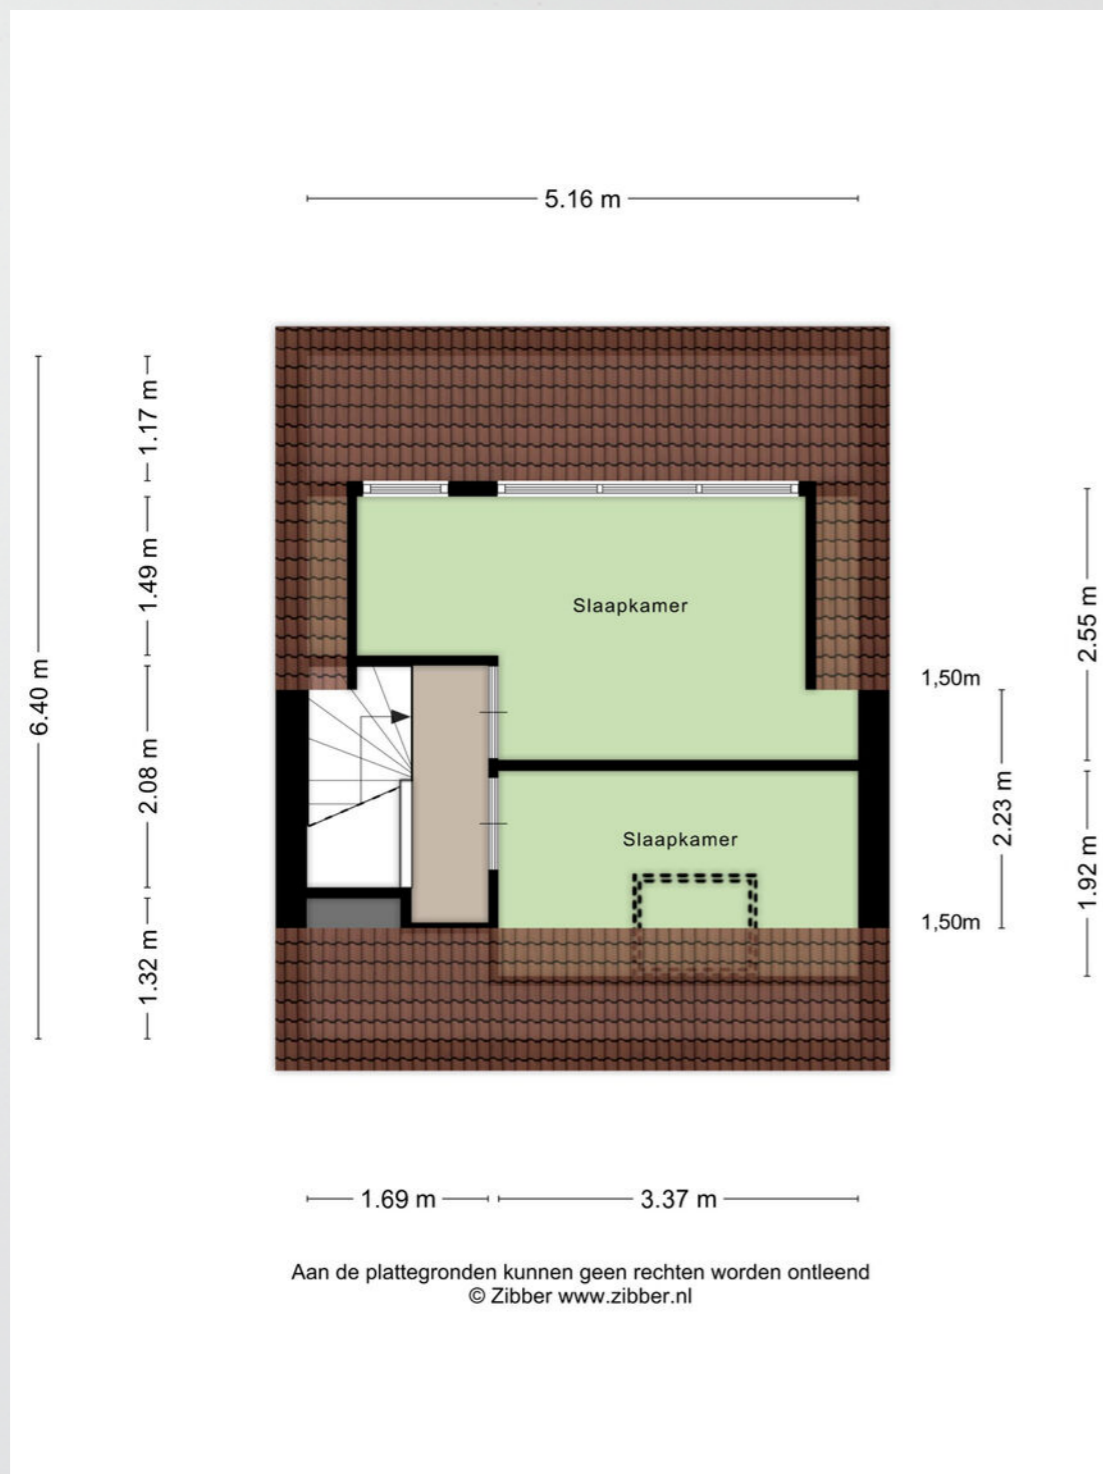 5.16 m
1.17 m
1.49 m
6.40 m
2.08 m
1.32 m
Slaapkamer
Slaapkamer
1,50m
2.55 m
2.23 m
1.92 m
1,50m
1.69 m
3.37 m
Aan de plattegronden kunnen geen rechten worden ontleend
© Zibber www.zibber.nl